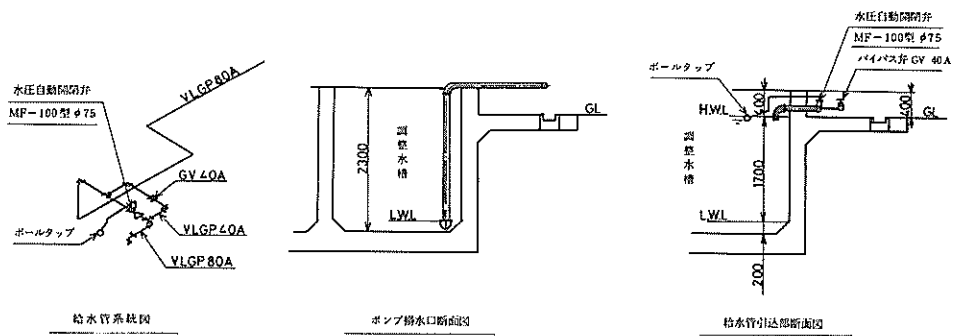 水圧自動開閉弁
MF-100型 φ75
VLGP80A
GV 40A
ボールタップ
VLGP40A
VLGP80A
給水管系統図
2300
調整水槽
L.W.L
GL
ポンプ揚水口断面図
水圧自動開閉弁
MF-100型 φ75
バイパス弁 GV 40A
ボールタップ
400
400
H.W.L
GL
調整水槽
1700
L.W.L
200
給水管引込部断面図